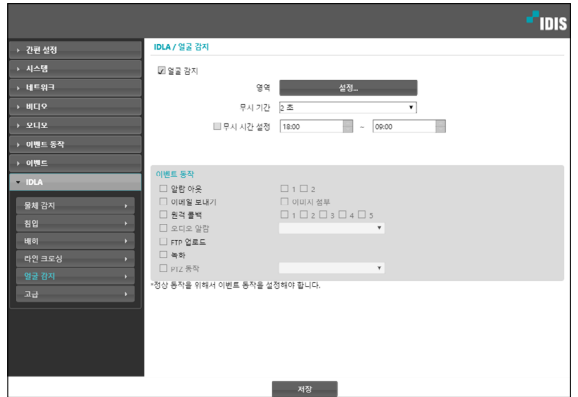 IDIS
간편 설정
시스템
네트워크
비디오
오디오
이벤트 동작
이벤트
IDLA
물체 감지
침입
배회
라인 크로싱
얼굴 감지
고급
IDLA / 얼굴 감지
얼굴 감지
영역 설정...
무시 기간 2 초
무시 시간 설정 18:00 ~ 09:00
이벤트 동작
알람 아웃 1 2
이메일 보내기 이미지 첨부
원격 콜백 1 2 3 4 5
오디오 알람
FTP 업로드
녹화
PTZ 동작
*정상 동작을 위해서 이벤트 동작을 설정해야 합니다.
저장